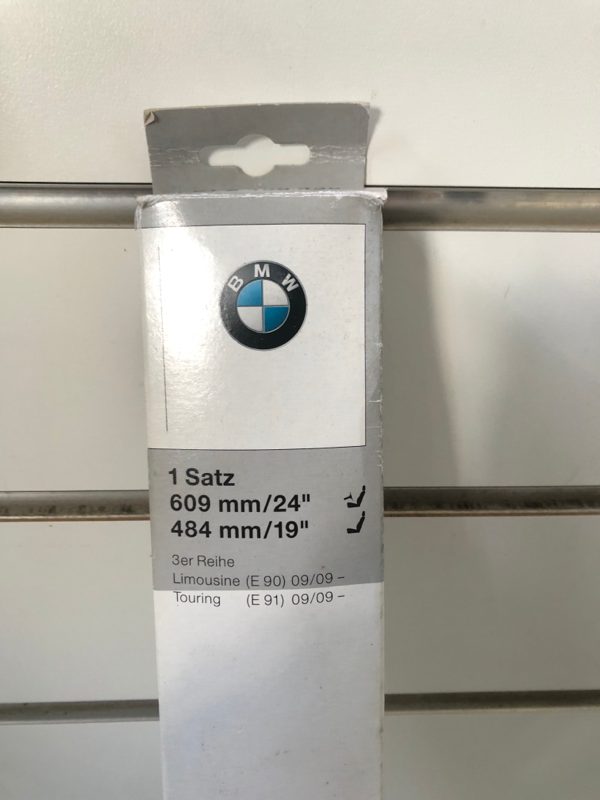 BMW
1 Satz
609 mm/24"
484 mm/19"
3er Reihe
Limousine (E 90) 09/09 –
Touring (E 91) 09/09 –